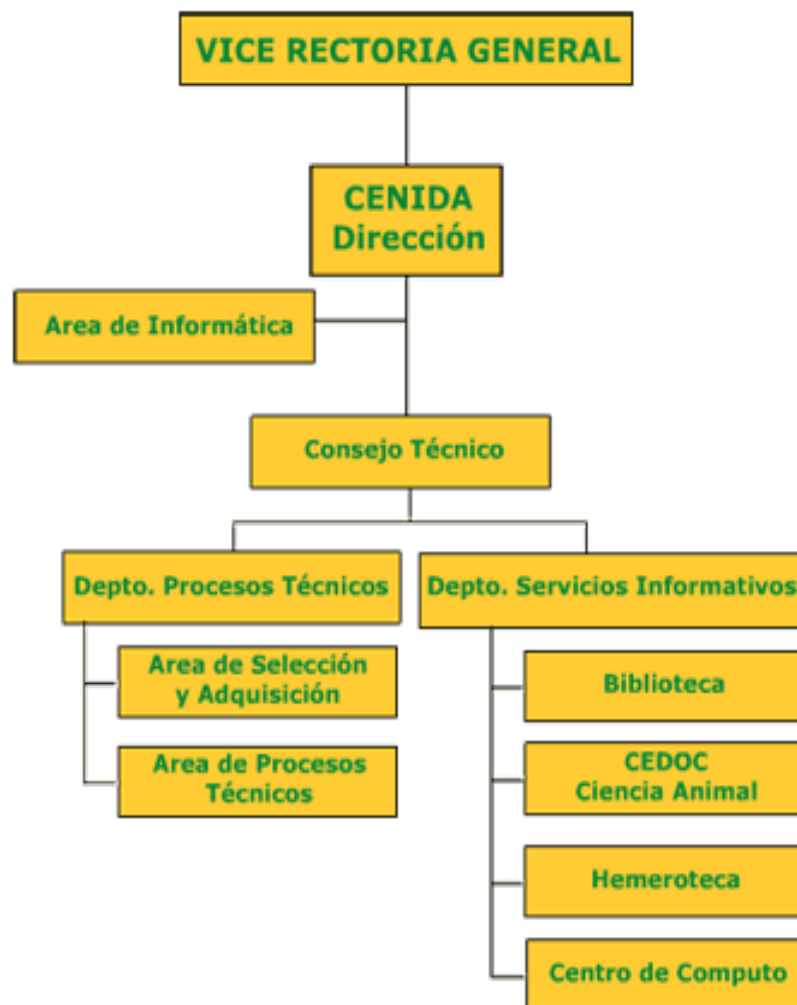 VICE RECTORIA GENERAL
CENIDA
Dirección
Area de Informática
Consejo Técnico
Depto. Procesos Técnicos
Area de Selección
y Adquisición
Area de Procesos
Técnicos
Depto. Servicios Informativos
Biblioteca
CEDOC
Ciencia Animal
Hemeroteca
Centro de Computo